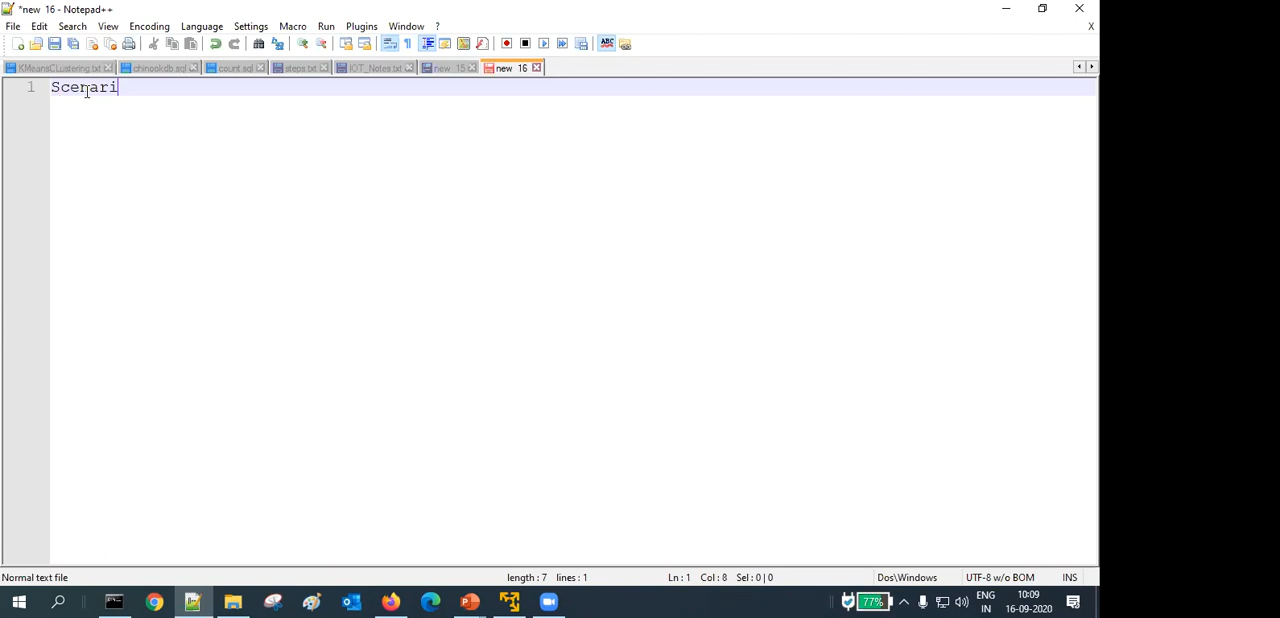 *new 16 - Notepad++
File Edit Search View Encoding Language Settings Macro Run Plugins Window ? X
KMeansCLustering.txt chinookdb.sql count.sql steps.txt IOT_Notes.txt new 15 new 16
1 Scenari
Normal text file length : 7 lines : 1 Ln : 1 Col : 8 Sel : 0 | 0 Dos\Windows UTF-8 w/o BOM INS
77% ENG 10:09
IN 16-09-2020